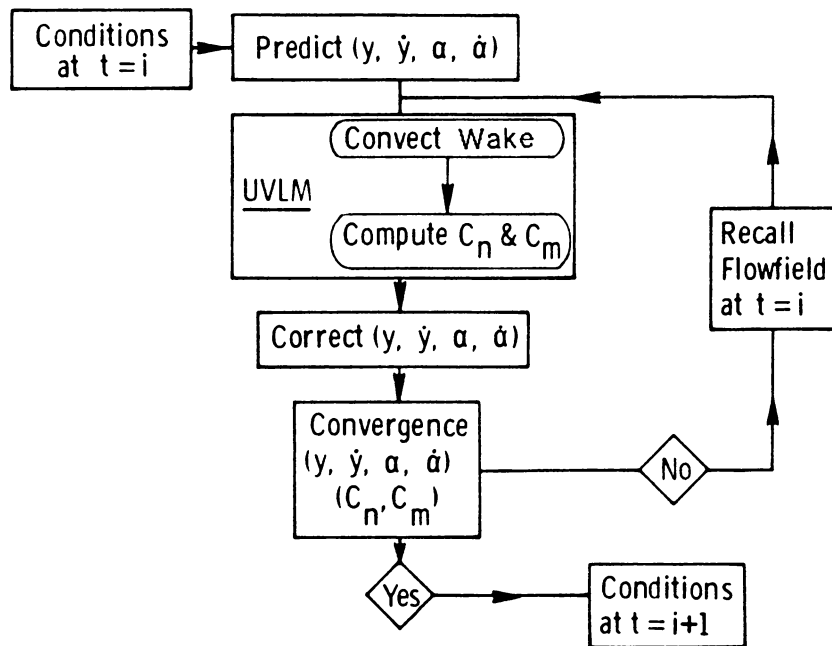 Conditions
at t = i
Predict (y, ẏ, α, α̇)
Convect Wake
UVLM
Compute Cn & Cm
Recall
Flowfield
at t = i
Correct (y, ẏ, α, α̇)
Convergence
(y, ẏ, α, α̇)
(Cn, Cm)
No
Yes
Conditions
at t = i+1